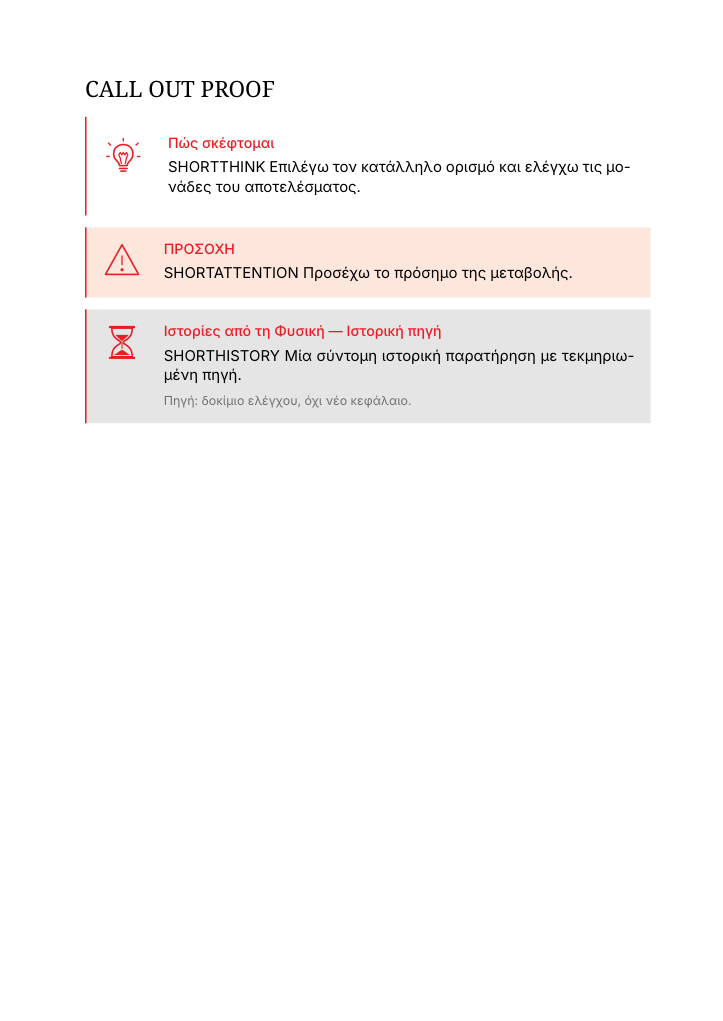 CALL OUT PROOF
Πώς σκέφτομαι
SHORTTHINK Επιλέγω τον κατάλληλο ορισμό και ελέγχω τις μο-
νάδες του αποτελέσματος.
ΠΡΟΣΟΧΗ
SHORTATTENTION Προσέχω το πρόσημο της μεταβολής.
Ιστορίες από τη Φυσική — Ιστορική πηγή
SHORTHISTORY Μία σύντομη ιστορική παρατήρηση με τεκμηριω-
μένη πηγή.
Πηγή: δοκίμιο ελέγχου, όχι νέο κεφάλαιο.